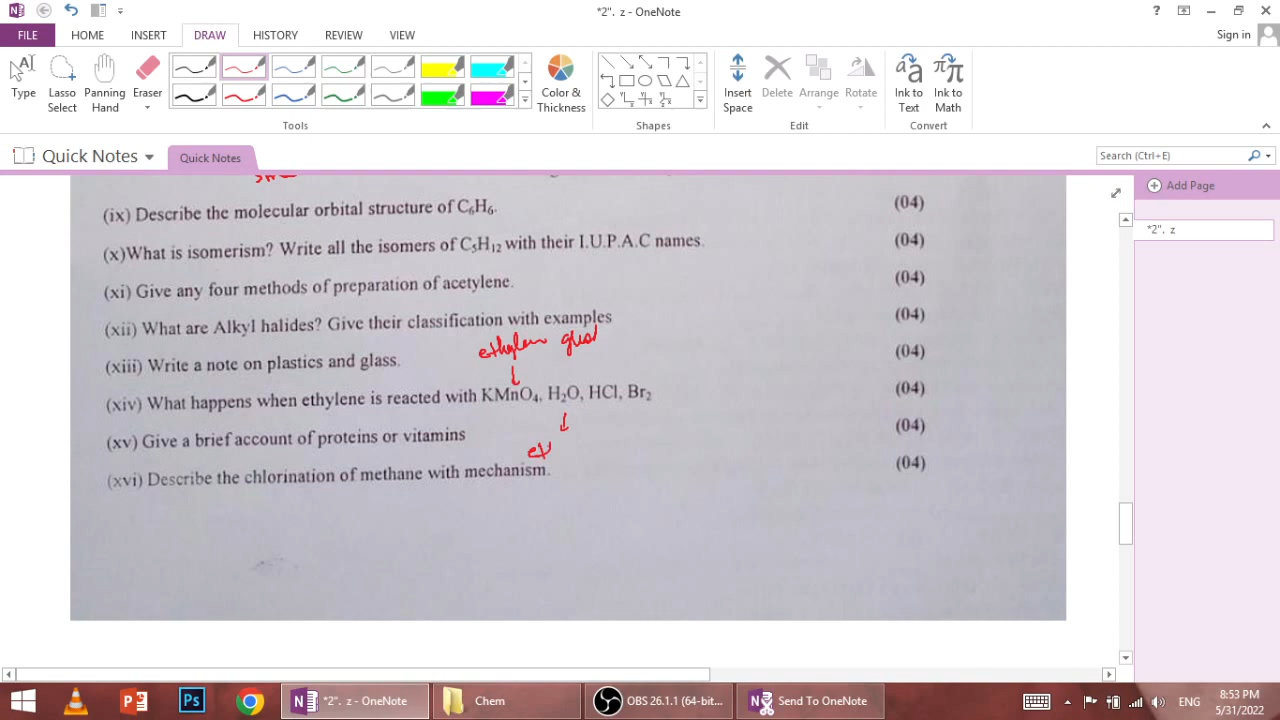 *2". z - OneNote
FILE HOME INSERT DRAW HISTORY REVIEW VIEW Sign in
Type Lasso Select Panning Hand Eraser Color & Thickness Insert Space Delete Arrange Rotate Ink to Text Ink to Math
Tools Shapes Edit Convert
Quick Notes Quick Notes Search (Ctrl+E)
Add Page
*2". z
(ix) Describe the molecular orbital structure of C₆H₆. (04)
(x)What is isomerism? Write all the isomers of C₅H₁₂ with their I.U.P.A.C names. (04)
(xi) Give any four methods of preparation of acetylene. (04)
(xii) What are Alkyl halides? Give their classification with examples (04)
ethylene
(xiii) Write a note on plastics and glass. (04)
(xiv) What happens when ethylene is reacted with KMnO₄, H₂O, HCl, Br₂ (04)
(xv) Give a brief account of proteins or vitamins (04)
(xvi) Describe the chlorination of methane with mechanism. (04)
*2". z - OneNote Chem OBS 26.1.1 (64-bit... Send To OneNote ENG 8:53 PM
5/31/2022